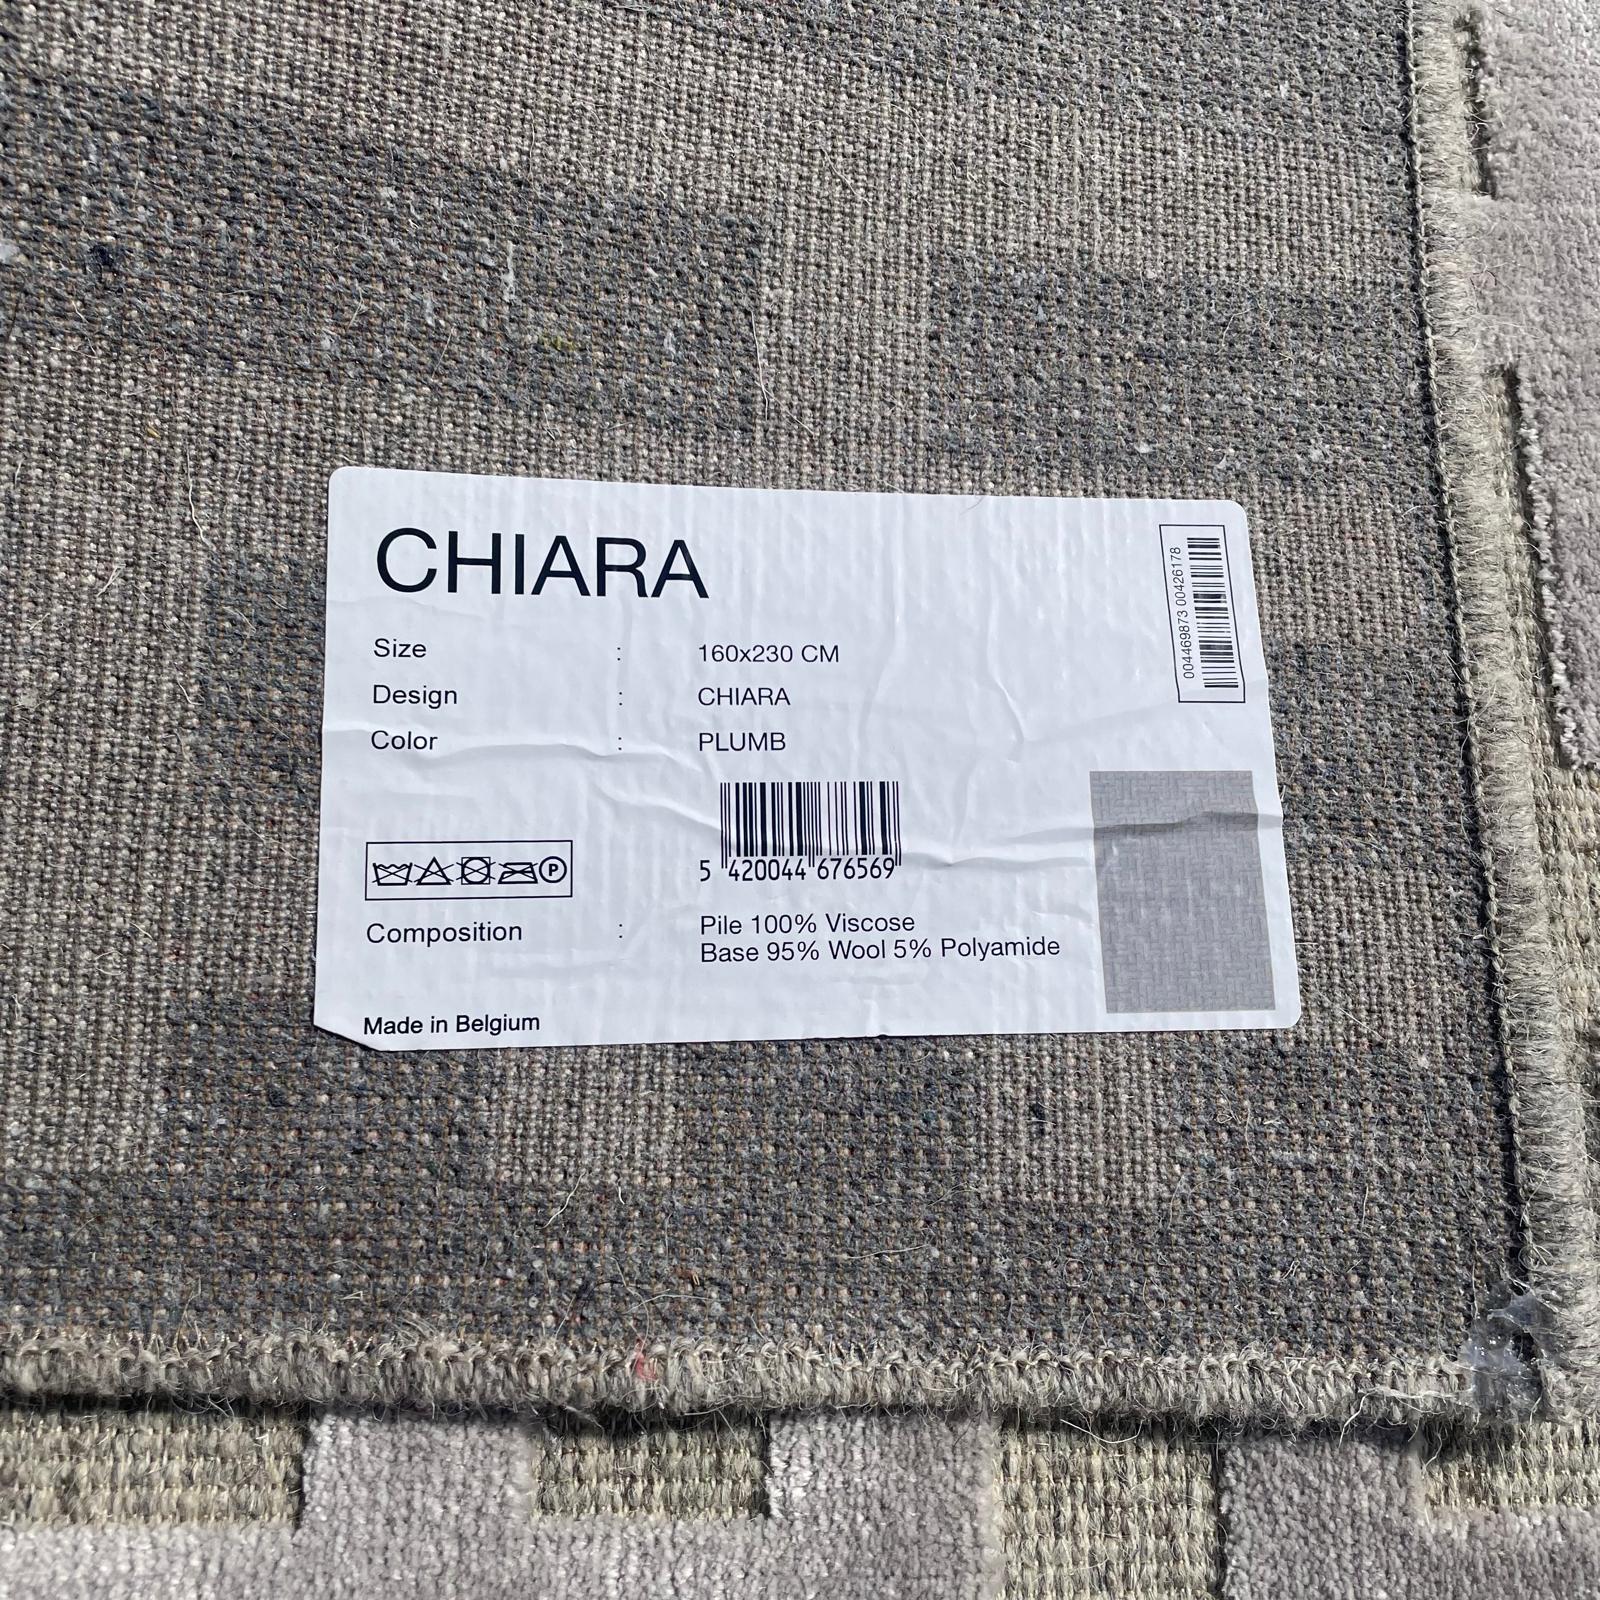 CHIARA
Size : 160x230 CM
Design : CHIARA
Color : PLUMB
004469873 00426178
5 420044 676569
P
Composition : Pile 100% Viscose
Base 95% Wool 5% Polyamide
Made in Belgium